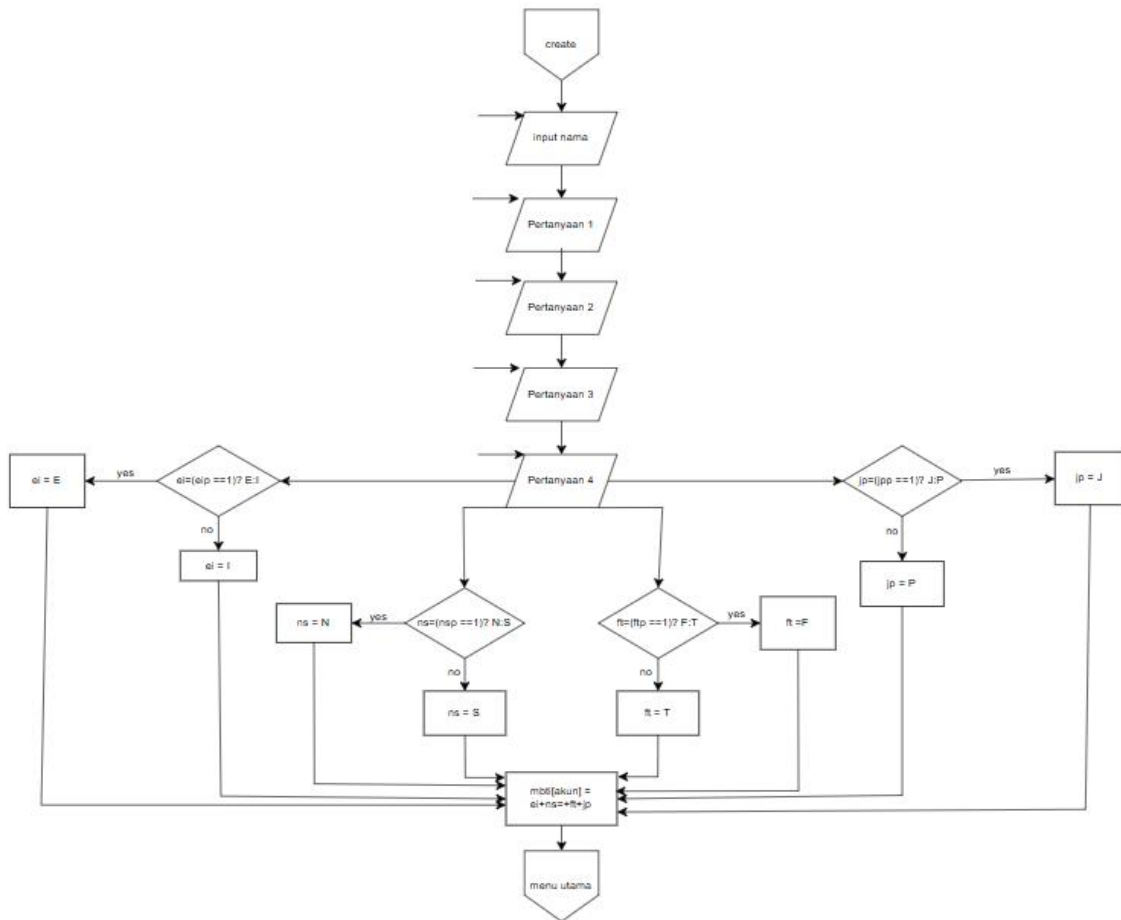 create
input nama
Pertanyaan 1
Pertanyaan 2
Pertanyaan 3
Pertanyaan 4
ei = E
yes
ei=(eip ==1)? E:I
no
ei = I
jp=(jpp ==1)? J:P
yes
jp = J
no
jp = P
ns = N
yes
ns=(nsp ==1)? N:S
no
ns = S
ft=(ftp ==1)? F:T
yes
ft =F
no
ft = T
mbti[akun] =
ei+ns=+ft+jp
menu utama